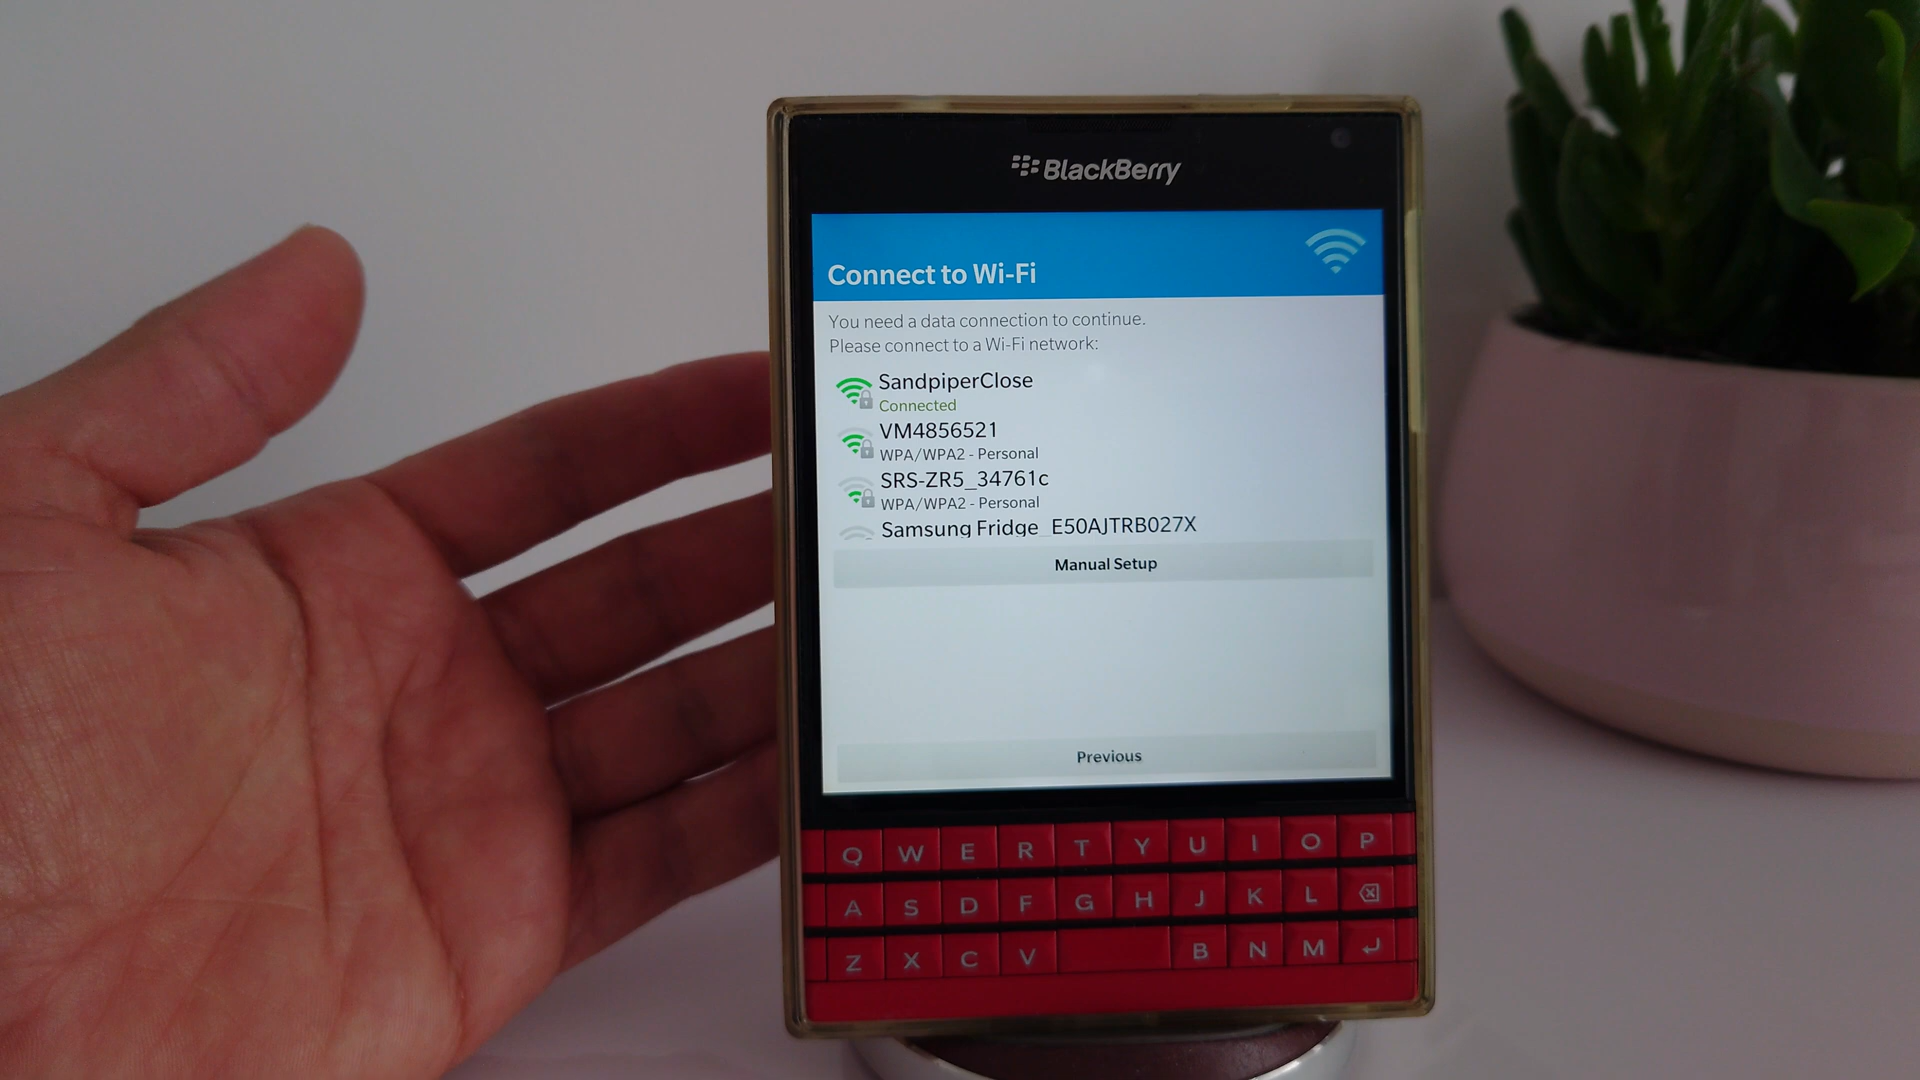 BlackBerry
Connect to Wi-Fi
You need a data connection to continue.
Please connect to a Wi-Fi network:
SandpiperClose
Connected
VM4856521
WPA/WPA2 - Personal
SRS-ZR5_34761c
WPA/WPA2 - Personal
Samsung Fridge_E50AJTRB027X
Manual Setup
Previous
Q W E R T Y U I O P
A S D F G H J K L
Z X C V B N M